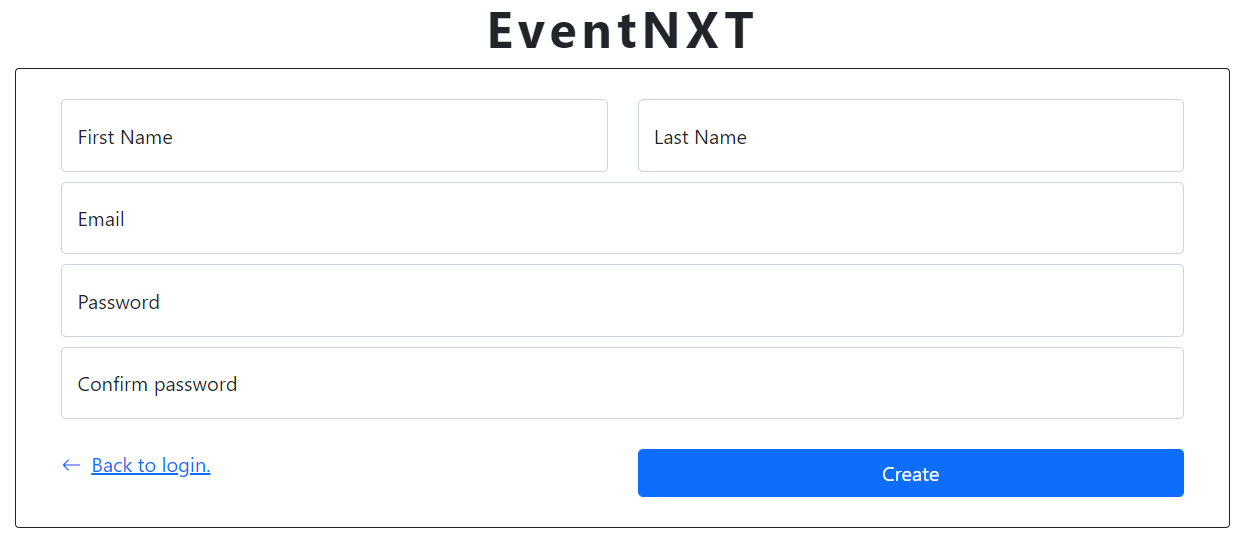 EventNXT
First Name
Last Name
Email
Password
Confirm password
← Back to login.
Create